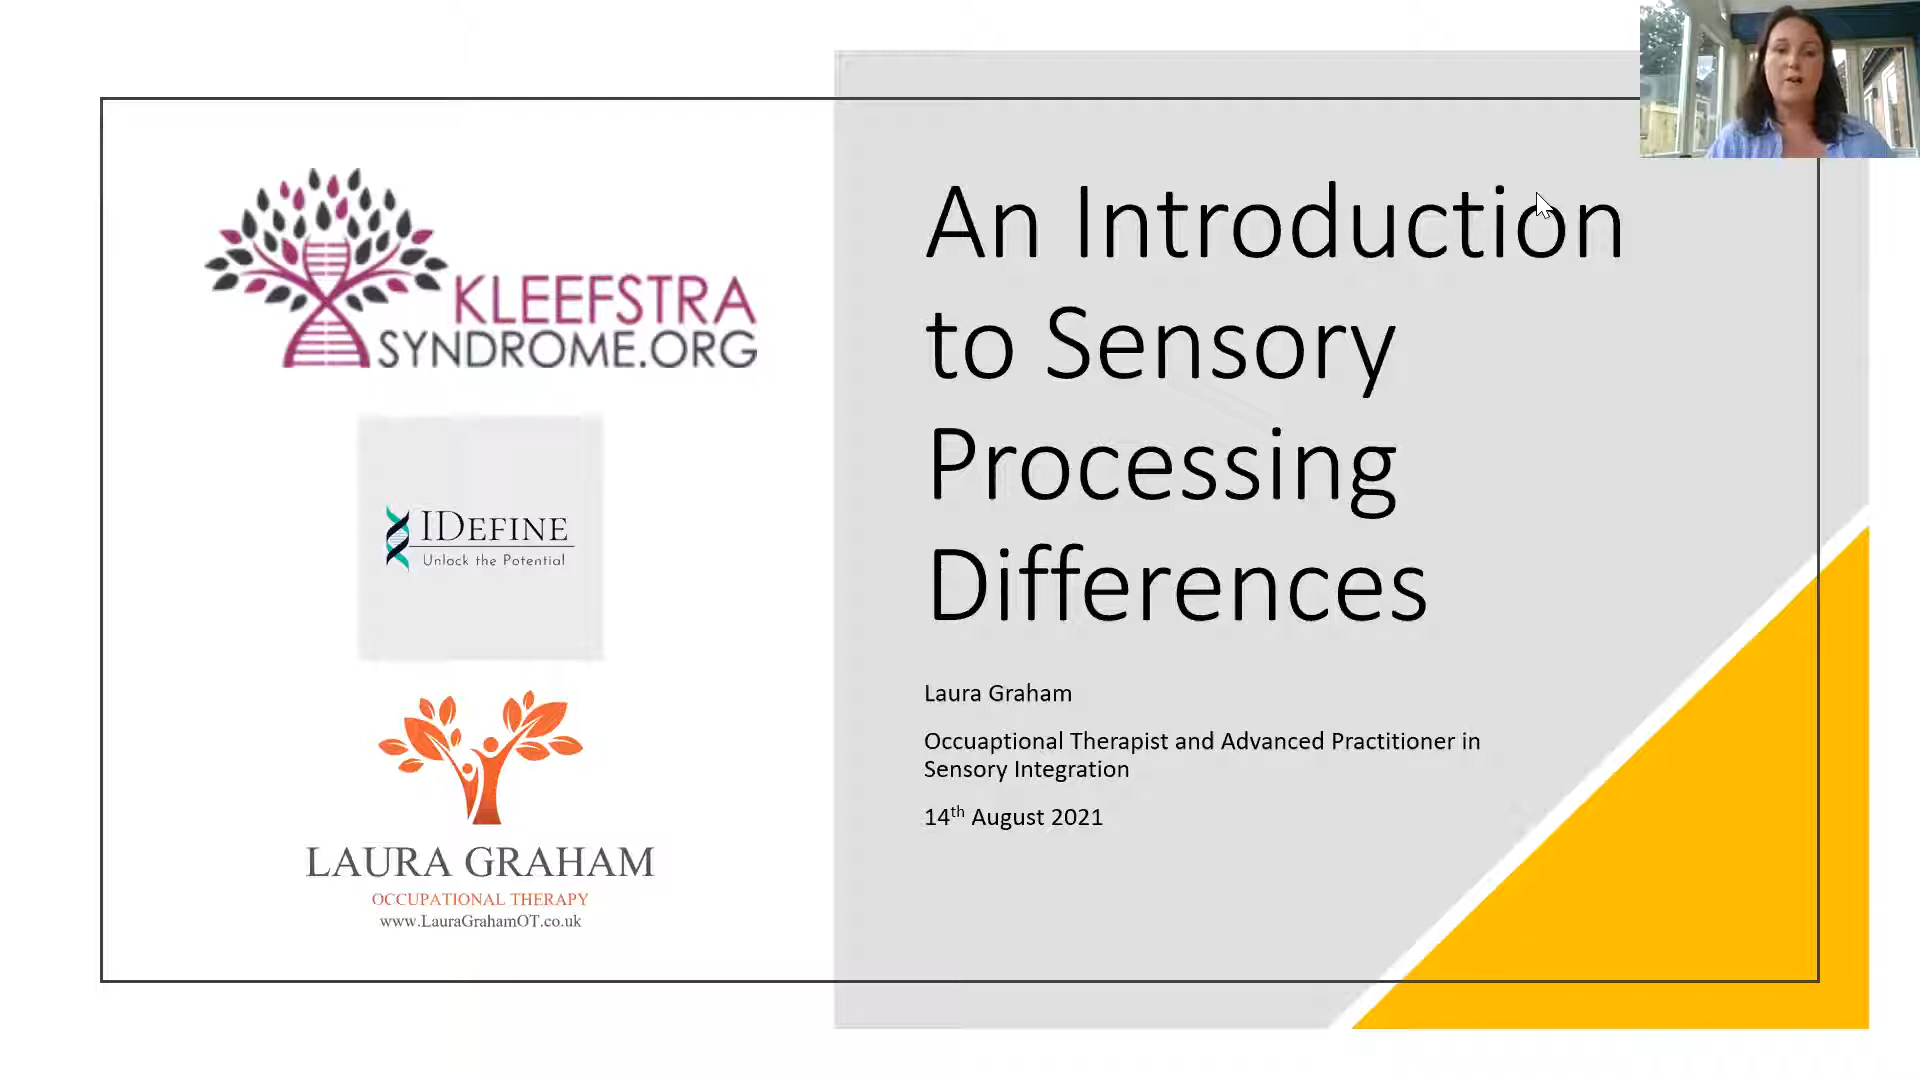 KLEEFSTRA
SYNDROME.ORG
IDEFINE
Unlock the Potential
LAURA GRAHAM
OCCUPATIONAL THERAPY
www.LauraGrahamOT.co.uk
An Introduction
to Sensory
Processing
Differences
Laura Graham
Occuaptional Therapist and Advanced Practitioner in
Sensory Integration
14th August 2021